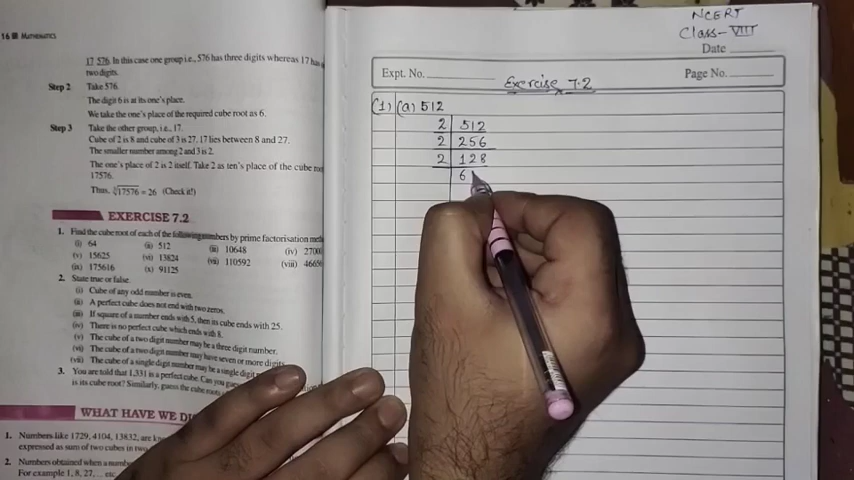 16 ■ Mathematics
17 576. In this case one group i.e., 576 has three digits whereas 17 has
two digits.
Step 2 Take 576.
The digit 6 is at its one's place.
We take the one's place of the required cube root as 6.
Step 3 Take the other group, i.e., 17.
Cube of 2 is 8 and cube of 3 is 27. 17 lies between 8 and 27.
The smaller number among 2 and 3 is 2.
The one's place of 2 is 2 itself. Take 2 as ten's place of the cube
17576.
Thus, ∛17576 = 26 (Check it!)
EXERCISE 7.2
1. Find the cube root of each of the following numbers by prime factorisation
(i) 64 (ii) 512 (iii) 10648 (iv) 2700
(v) 15625 (vi) 13824 (vii) 110592 (viii) 4665
(ix) 175616 (x) 91125
2. State true or false.
(i) Cube of any odd number is even.
(ii) A perfect cube does not end with two zeros.
(iii) If square of a number ends with 5, then its cube ends with 25.
(iv) There is no perfect cube which ends with 8.
(v) The cube of a two digit number may be a three digit number.
(vi) The cube of a two digit number may have seven or more digits.
(vii) The cube of a single digit number may be a single digit
3. You are told that 1,331 is a perfect cube. Can you
is its cube root? Similarly, guess the cube roots
WHAT HAVE WE DI
1. Numbers like 1729, 4104, 13832, are
expressed as sum of two cubes in two
2. Numbers obtained when a numb
For example 1, 8, 27, ... etc.
NCERT
Class-VIII
Date
Expt. No. Exercise 7.2 Page No.
(1) (a) 512
2 512
2 256
2 128
6